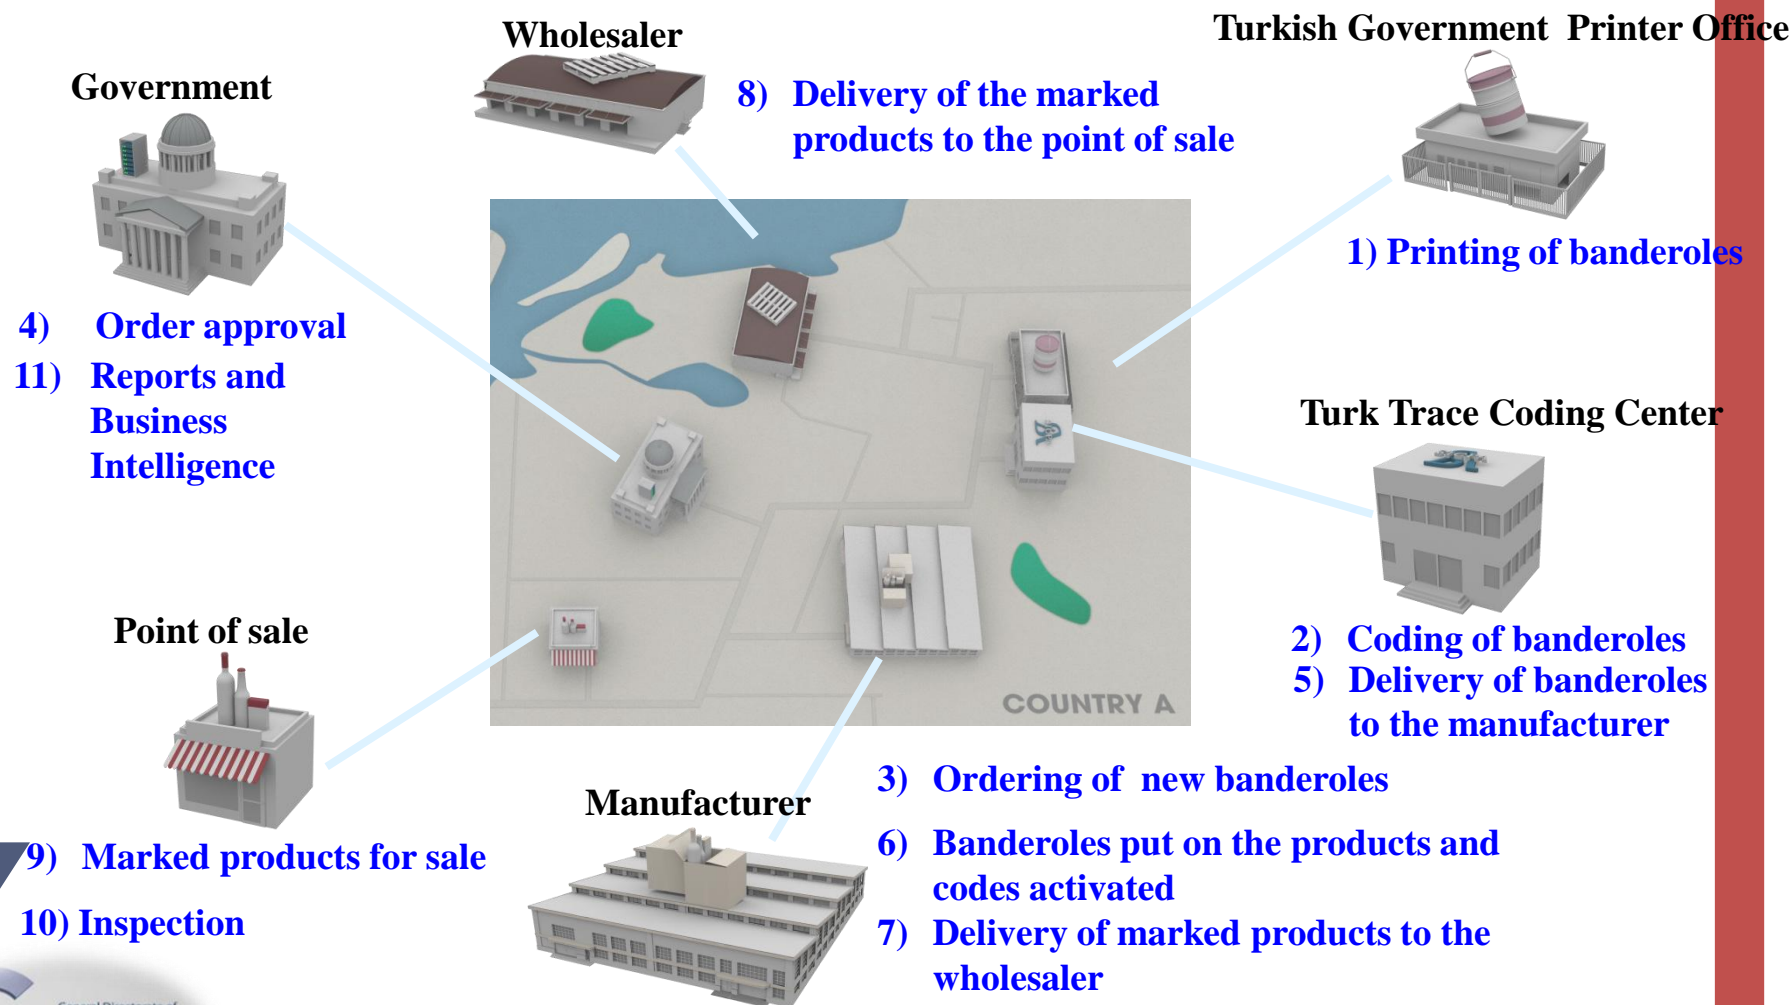 Turkish Government Printer Office
Wholesaler
Government
8) Delivery of the marked
products to the point of sale
1) Printing of banderoles
4) Order approval
11) Reports and
Business
Intelligence
Turk Trace Coding Center
Point of sale
2) Coding of banderoles
5) Delivery of banderoles
to the manufacturer
COUNTRY A
3) Ordering of new banderoles
Manufacturer
6) Banderoles put on the products and
codes activated
9) Marked products for sale
10) Inspection
7) Delivery of marked products to the
wholesaler
General Directorate of